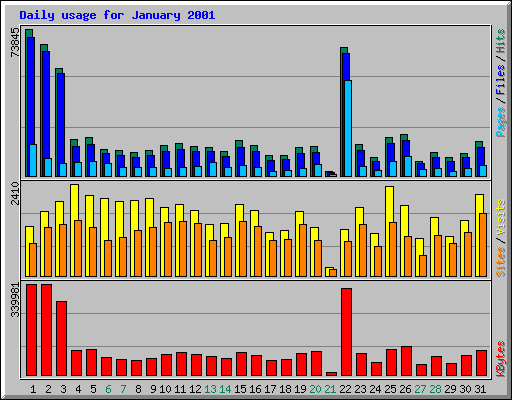 Daily usage for January 2001
73845
Pages / Files / Hits
2410
Sites / Visits
339981
KBytes
1 2 3 4 5 6 7 8 9 10 11 12 13 14 15 16 17 18 19 20 21 22 23 24 25 26 27 28 29 30 31